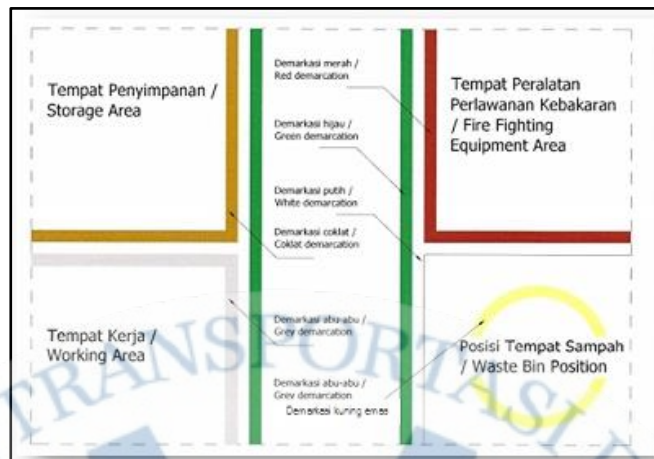 Tempat Penyimpanan /
Storage Area
Demarkasi merah /
Red demarcation
Demarkasi hijau /
Green demarcation
Demarkasi putih /
White demarcation
Demarkasi coklat /
Coklat demarcation
Demarkasi abu-abu /
Grey demarcation
Demarkasi abu-abu /
Grey demarcation
Demarkasi kuning emas
Tempat Peralatan
Perlawanan Kebakaran
/ Fire Fighting
Equipment Area
Tempat Kerja /
Working Area
Posisi Tempat Sampah
/ Waste Bin Position
TRANSPORTASI